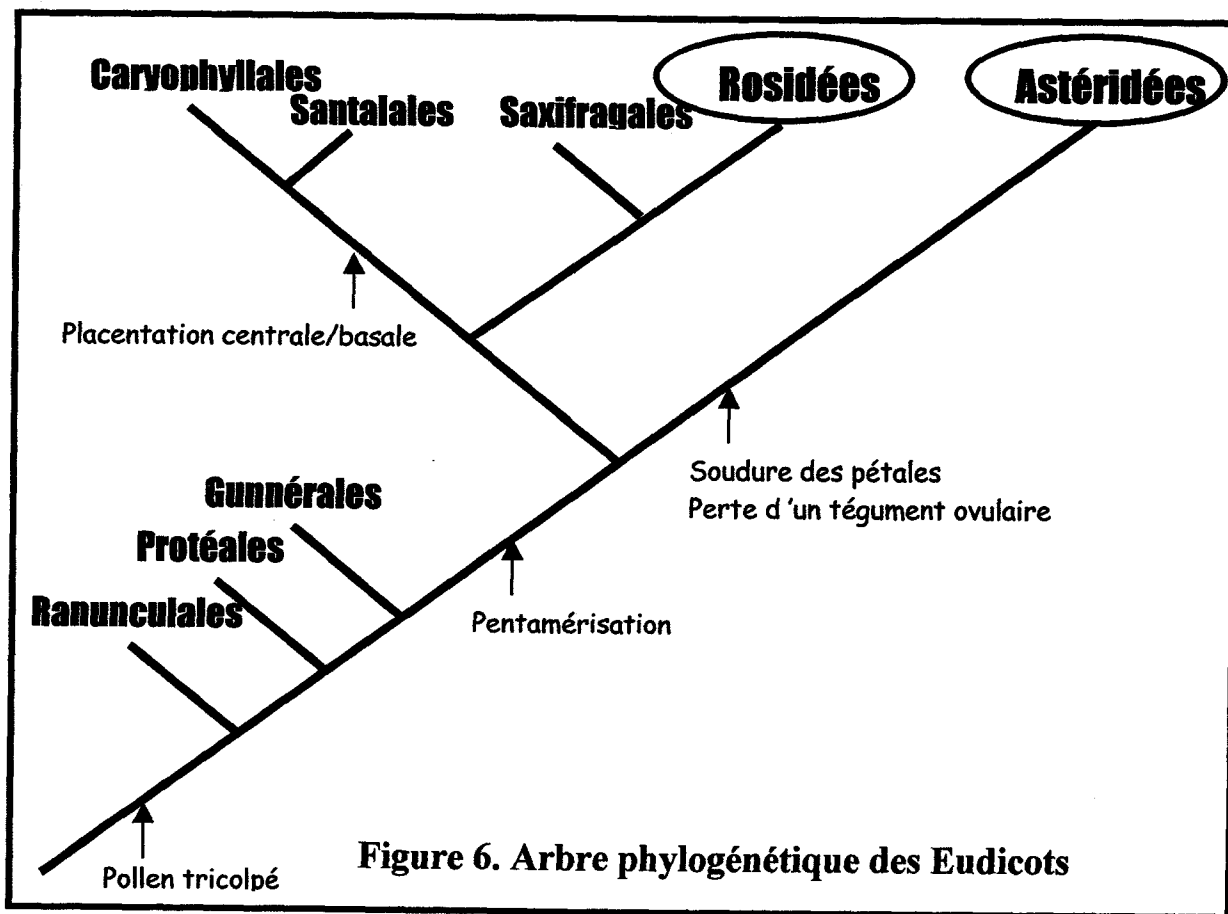 Caryophyllales
Santalales
Saxifragales
Rosidées
Astéridées
Placentation centrale/basale
Soudure des pétales
Perte d'un tégument ovulaire
Gunnérales
Protéales
Pentamérisation
Ranunculales
Pollen tricolpé
Figure 6. Arbre phylogénétique des Eudicots